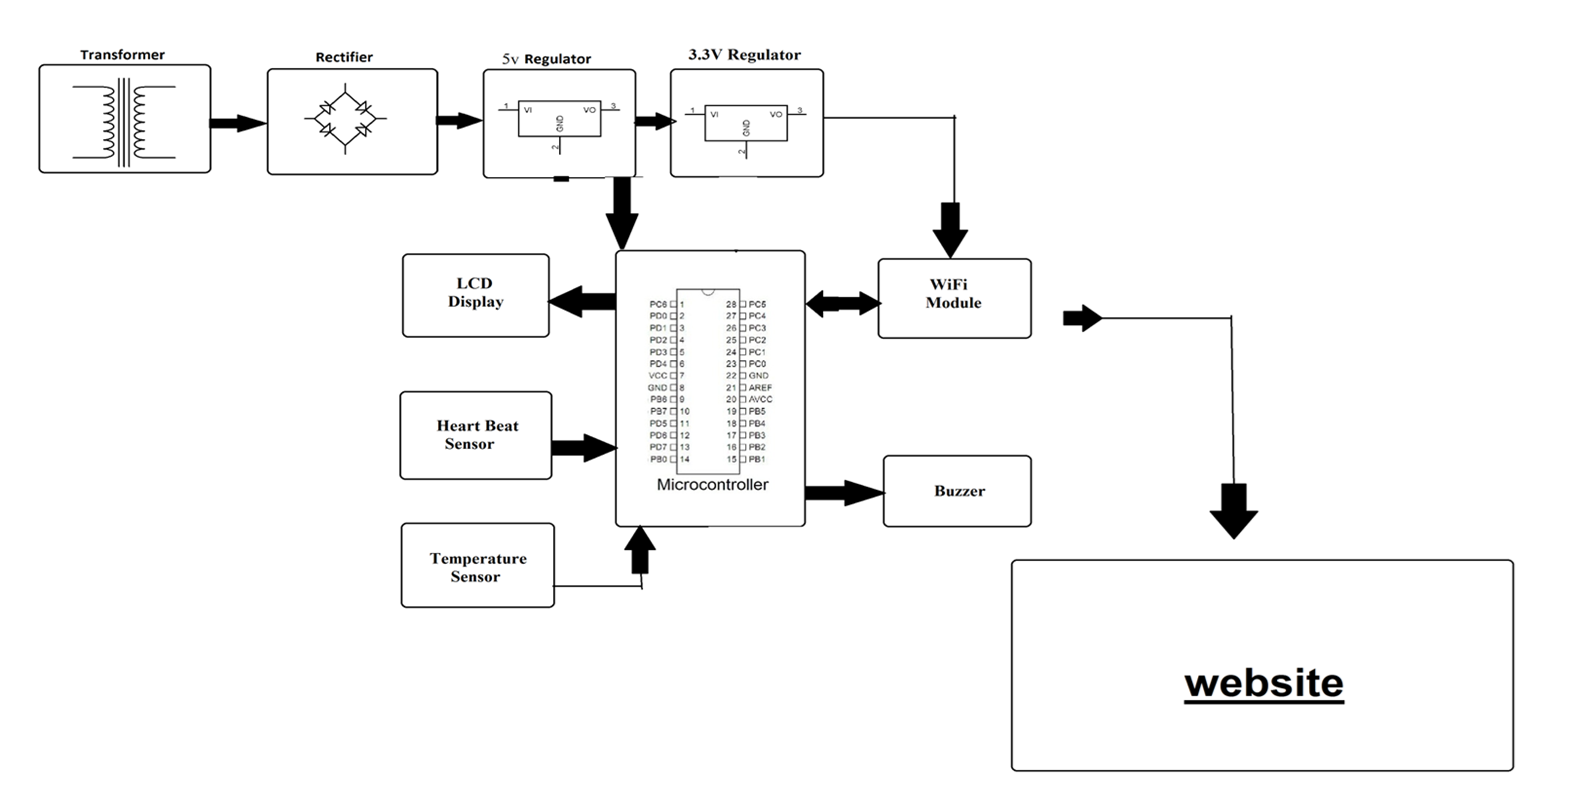 Transformer
Rectifier
5v Regulator
3.3V Regulator
1 VI VO 3
GND
2
1 VI VO 3
GND
2
LCD
Display
WiFi
Module
PC6 1 28 PC5
PD0 2 27 PC4
PD1 3 26 PC3
PD2 4 25 PC2
PD3 5 24 PC1
PD4 6 23 PC0
VCC 7 22 GND
GND 8 21 AREF
PB6 9 20 AVCC
PB7 10 19 PB5
PD5 11 18 PB4
PD6 12 17 PB3
PD7 13 16 PB2
PB0 14 15 PB1
Microcontroller
Heart Beat
Sensor
Buzzer
Temperature
Sensor
website